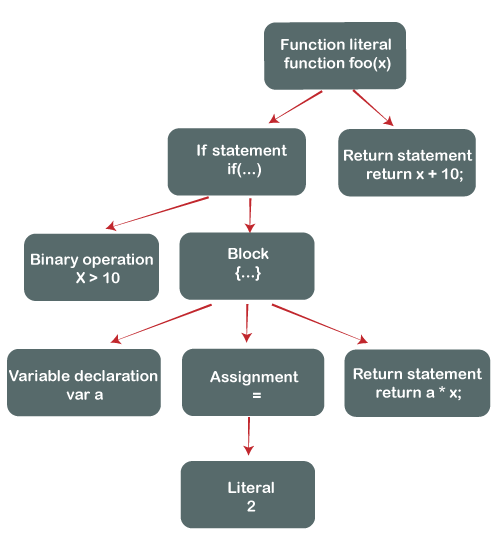 Function literal
function foo(x)
If statement
if(...)
Return statement
return x + 10;
Binary operation
X > 10
Block
{...}
Variable declaration
var a
Assignment
=
Return statement
return a * x;
Literal
2